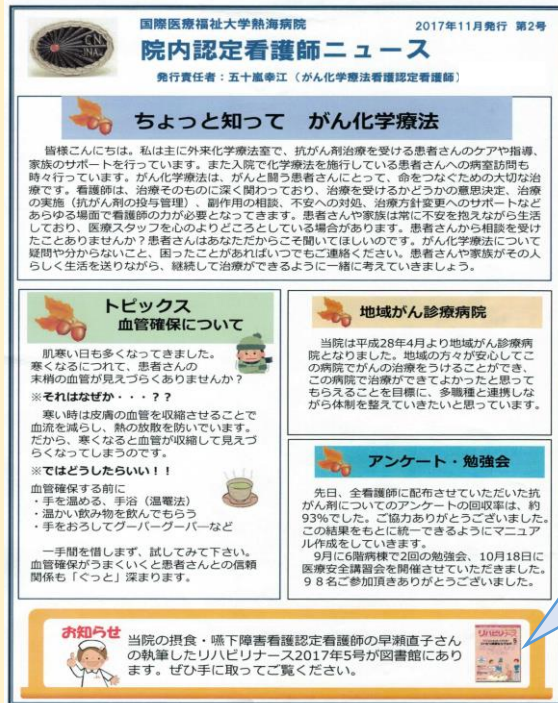 国際医療福祉大学熱海病院
2017年11月発行 第2号
院内認定看護師ニュース
発行責任者：五十嵐幸江（がん化学療法看護認定看護師）
ちょっと知って がん化学療法
皆様こんにちは。私は主に外来化学療法室で、抗がん剤治療を受ける患者さんのケアや指導、
家族のサポートを行っています。また入院で化学療法を施行している患者さんへの病室訪問も
時々行っています。がん化学療法は、がんと闘う患者さんにとって、命をつなぐための大切な治
療です。看護師は、治療そのものに深く関わっており、治療を受けるかどうかの意思決定、治療
の実施（抗がん剤の投与管理）、副作用の相談、不安への対処、治療方針変更へのサポートなど
あらゆる場面で看護師の力が必要となってきます。患者さんや家族は常に不安を抱えながら生活
しており、医療スタッフを心のよりどころとしている場合があります。患者さんから相談を受け
たことありませんか？患者さんはあなただからこそ聞いてほしいのです。がん化学療法について
疑問や分からないこと、困ったことがあればいつでもご連絡ください。患者さんや家族がその人
らしく生活を送りながら、継続して治療ができるように一緒に考えていきましょう。
トピックス
血管確保について
肌寒い日も多くなってきました。
寒くなるにつれて、患者さんの
末梢の血管が見えづらくありませんか？
※それはなぜか・・・？？
寒い時は皮膚の血管を収縮させることで
血流を減らし、熱の放散を防いでいます。
だから、寒くなると血管が収縮して見えづ
らくなってしまうのです。
※ではどうしたらいい！！
血管確保する前に
・手を温める、手浴（温罨法）
・温かい飲み物を飲んでもらう
・手をおろしてグーパーグーパーなど
一手間を惜しまず、試してみて下さい。
血管確保がうまくいくと患者さんとの信頼
関係も「ぐっと」深まります。
地域がん診療病院
当院は平成28年4月より地域がん診療病
院となりました。地域の方々が安心してこ
の病院でがんの治療をうけることができ、
この病院で治療ができてよかったと思って
もらえることを目標に、多職種と連携しな
がら体制を整えていきたいと思っています。
アンケート・勉強会
先日、全看護師に配布させていただいた抗
がん剤についてのアンケートの回収率は、約
93％でした。ご協力ありがとうございました。
この結果をもとに統一できるようにマニュア
ル作成をしていきます。
9月に6階病棟で2回の勉強会、10月18日に
医療安全講習会を開催させていただきました。
９８名ご参加頂きありがとうございました。
お知らせ
当院の摂食・嚥下障害看護認定看護師の早瀬直子さん
の執筆したリハビリナース2017年5号が図書館にあり
ます。ぜひ手に取ってご覧ください。
リハビリナース